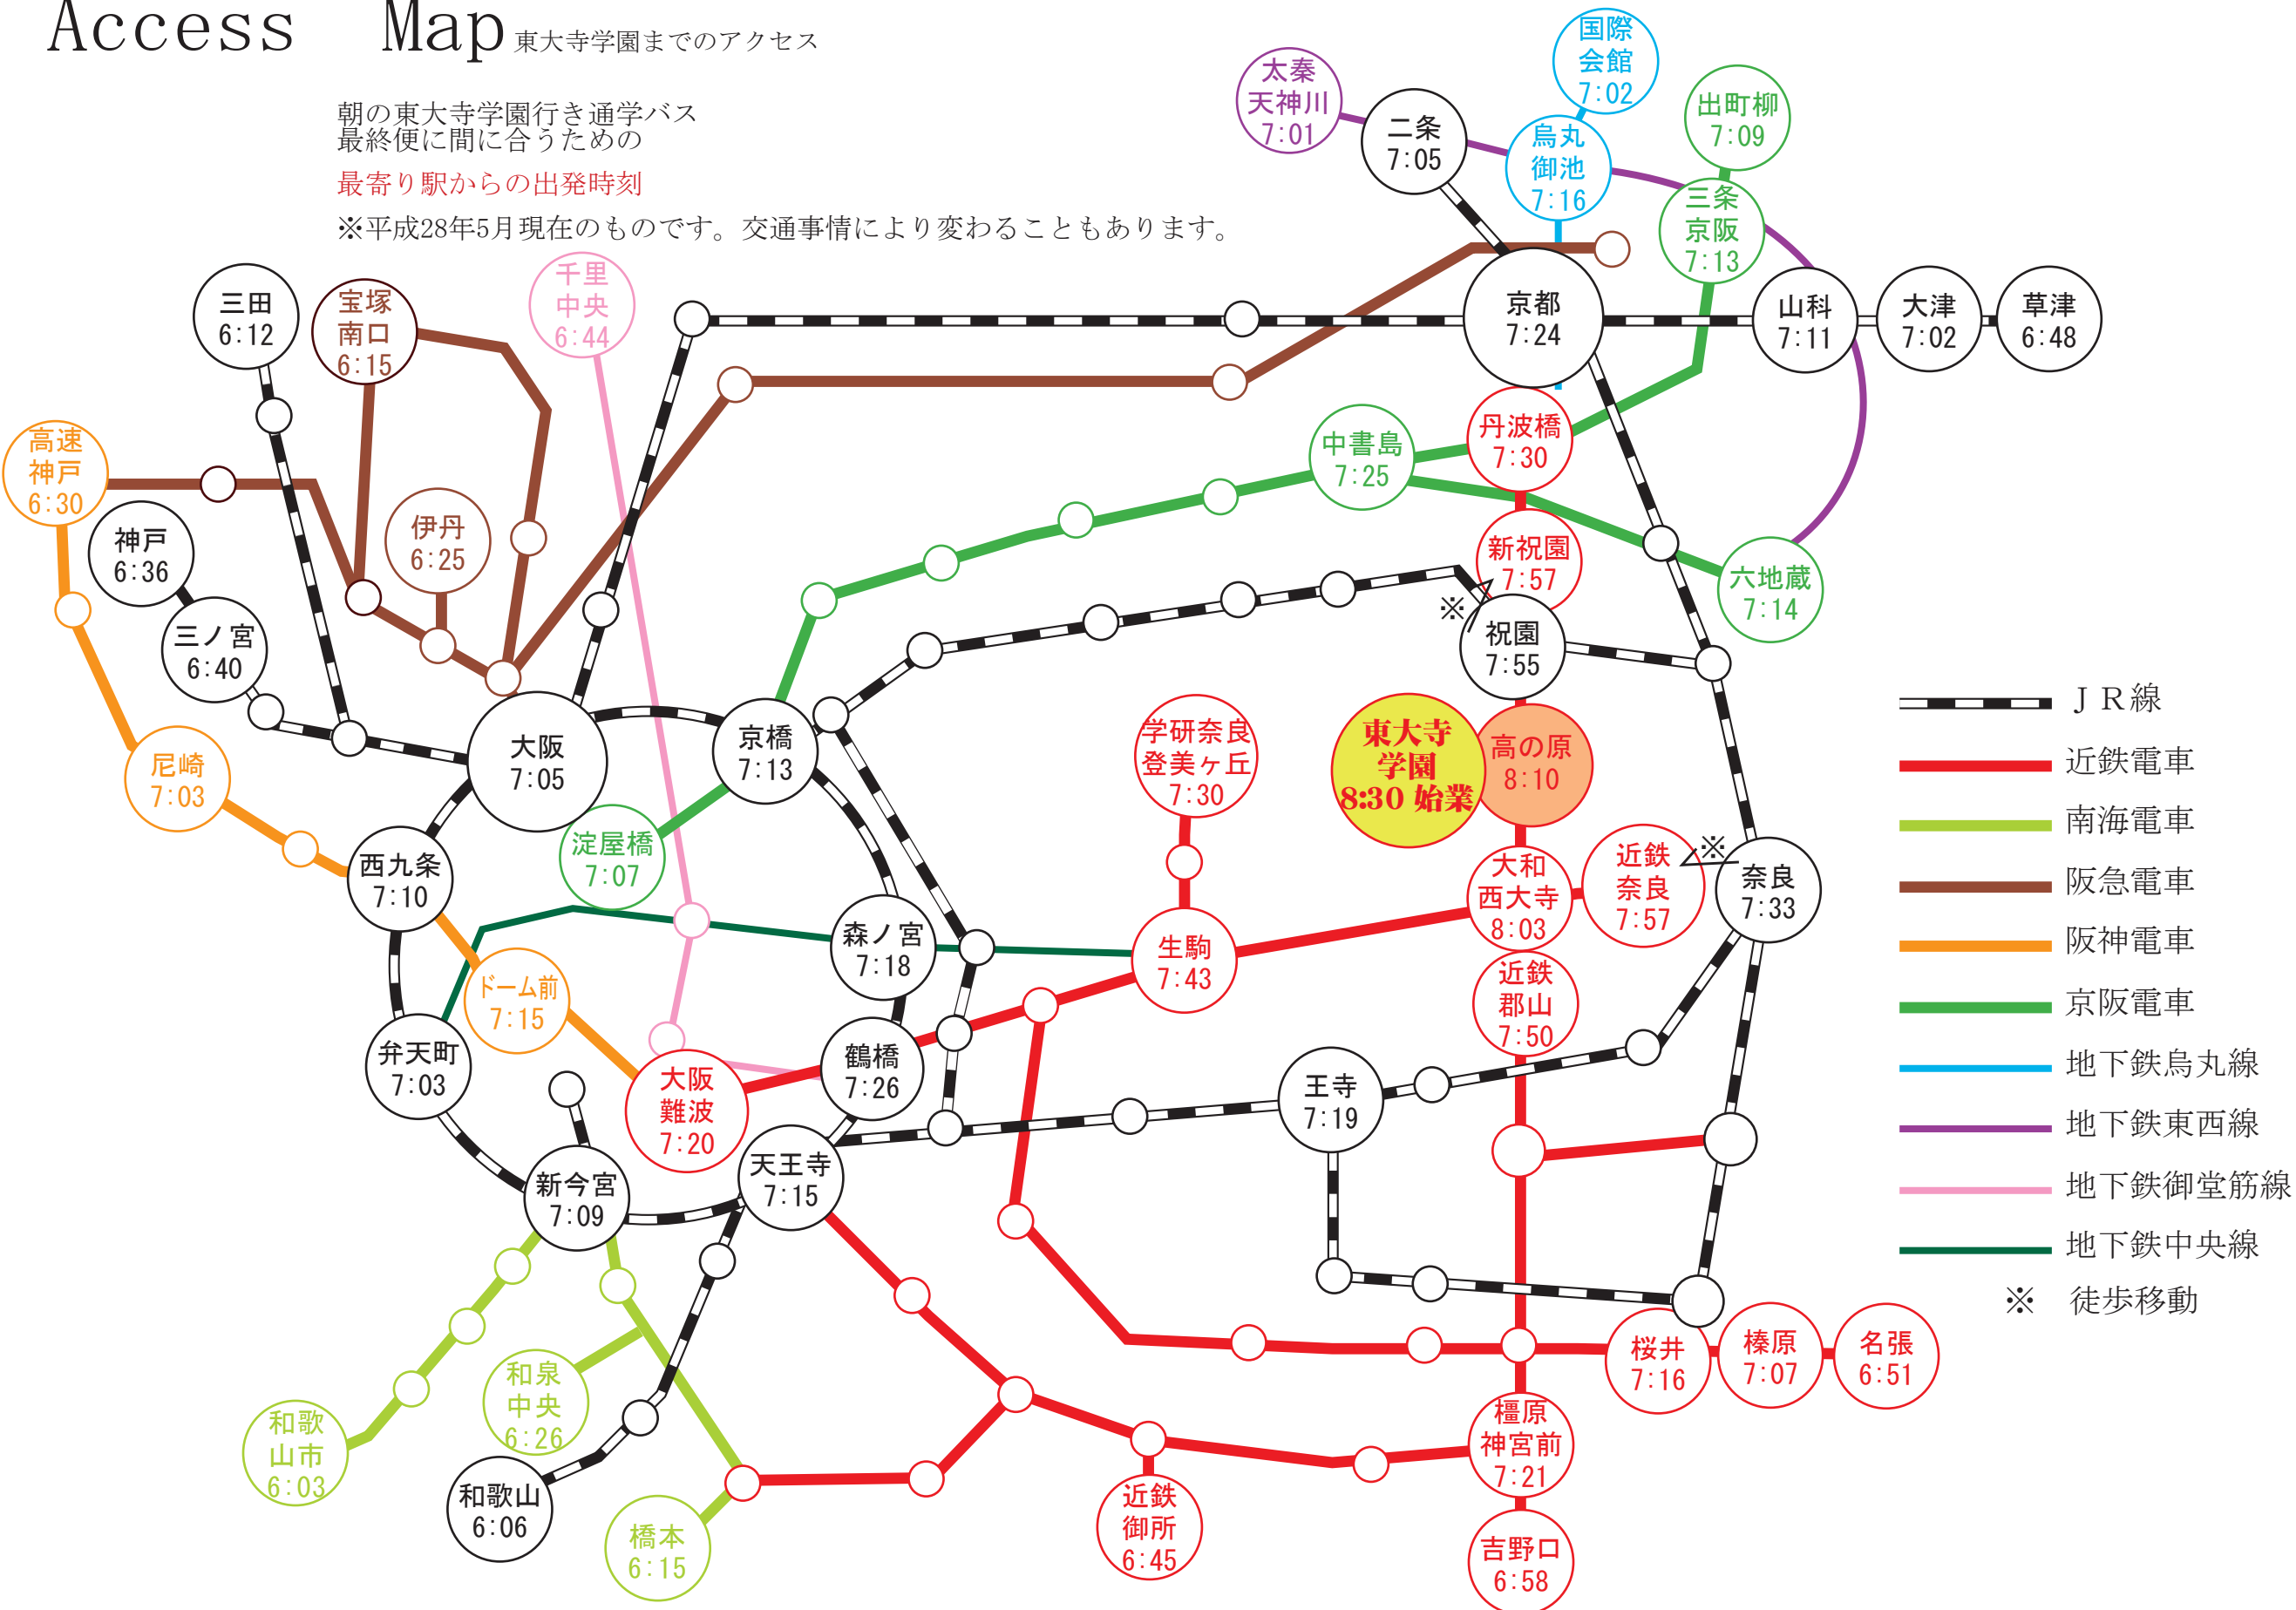 Access Map 東大寺学園までのアクセス
朝の東大寺学園行き通学バス
最終便に間に合うための
最寄り駅からの出発時刻
※平成28年5月現在のものです。交通事情により変わることもあります。
国際
会館
7:02
太秦
天神川
7:01
二条
7:05
烏丸
御池
7:16
出町柳
7:09
三条
京阪
7:13
三田
6:12
宝塚
南口
6:15
千里
中央
6:44
京都
7:24
山科
7:11
大津
7:02
草津
6:48
高速
神戸
6:30
神戸
6:36
伊丹
6:25
中書島
7:25
丹波橋
7:30
新祝園
7:57
六地蔵
7:14
※
祝園
7:55
三ノ宮
6:40
尼崎
7:03
大阪
7:05
京橋
7:13
学研奈良
登美ヶ丘
7:30
東大寺
学園
8:30 始業
高の原
8:10
淀屋橋
7:07
西九条
7:10
大和
西大寺
8:03
近鉄
奈良
7:57
※
奈良
7:33
森ノ宮
7:18
生駒
7:43
ドーム前
7:15
近鉄
郡山
7:50
弁天町
7:03
鶴橋
7:26
大阪
難波
7:20
王寺
7:19
新今宮
7:09
天王寺
7:15
和泉
中央
6:26
和歌
山市
6:03
和歌山
6:06
橋本
6:15
近鉄
御所
6:45
橿原
神宮前
7:21
吉野口
6:58
桜井
7:16
榛原
7:07
名張
6:51
ＪＲ線
近鉄電車
南海電車
阪急電車
阪神電車
京阪電車
地下鉄烏丸線
地下鉄東西線
地下鉄御堂筋線
地下鉄中央線
※ 徒歩移動